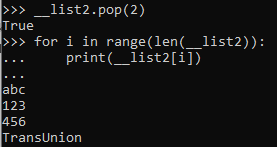 >>> __list2.pop(2)
True
>>> for i in range(len(__list2)):
...     print(__list2[i])
...
abc
123
456
TransUnion